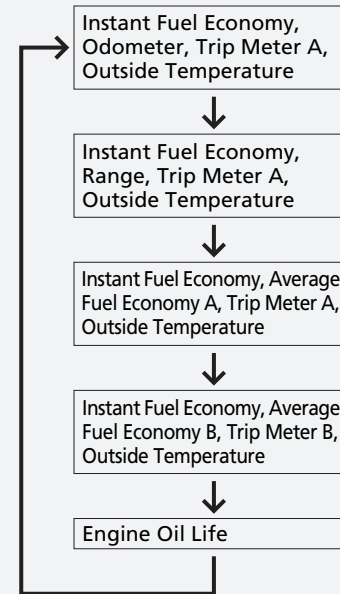 Instant Fuel Economy,
Odometer, Trip Meter A,
Outside Temperature
Instant Fuel Economy,
Range, Trip Meter A,
Outside Temperature
Instant Fuel Economy, Average
Fuel Economy A, Trip Meter A,
Outside Temperature
Instant Fuel Economy, Average
Fuel Economy B, Trip Meter B,
Outside Temperature
Engine Oil Life